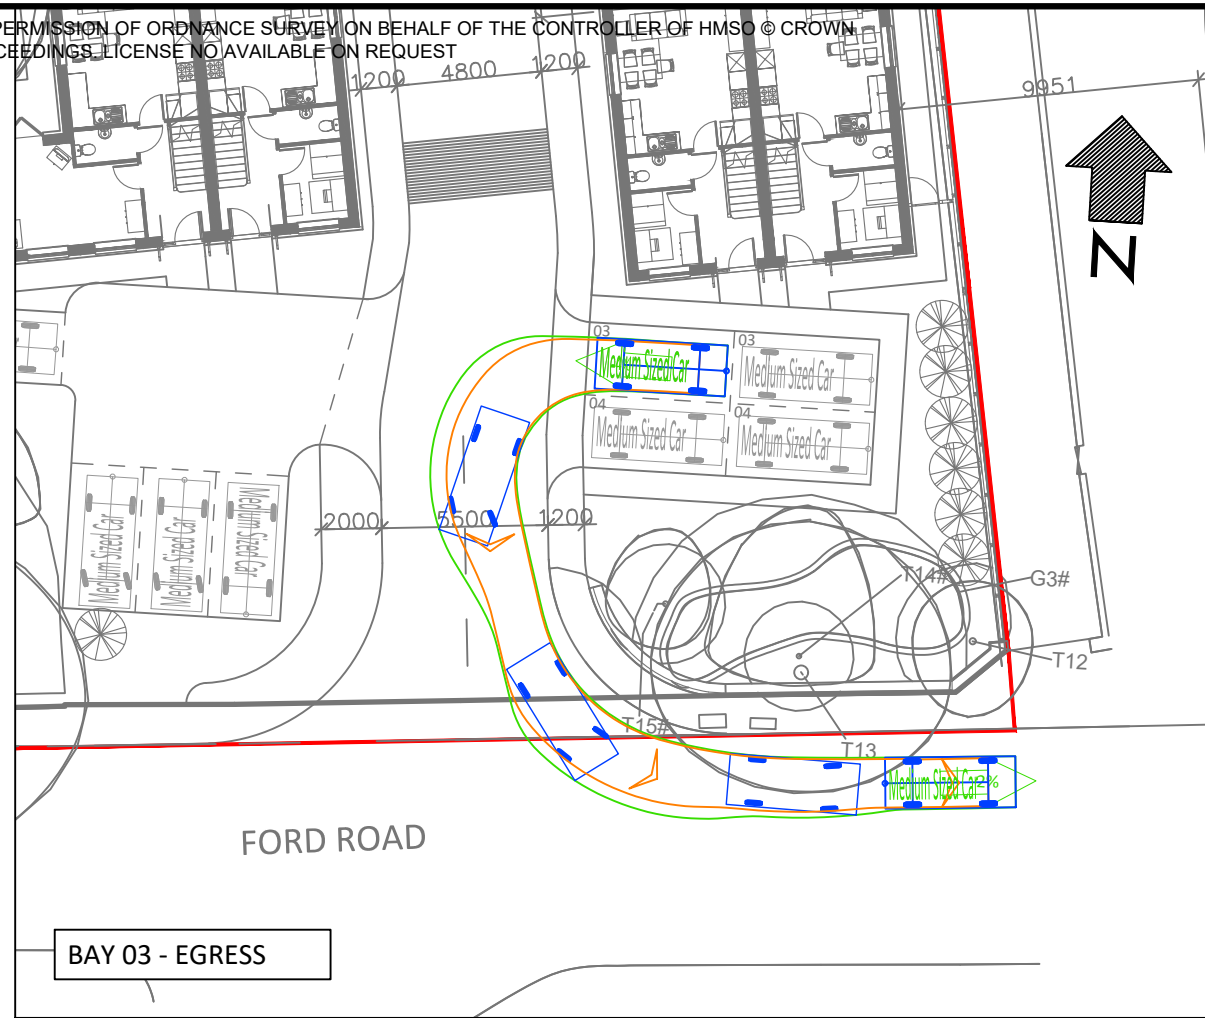 PERMISSION OF ORDNANCE SURVEY ON BEHALF OF THE CONTROLLER OF HMSO © CROWN
CEEDINGS. LICENSE NO AVAILABLE ON REQUEST
1200
4800
1200
9951
N
03
03
Medium Sized Car
Medium Sized Car
04
04
Medium Sized Car
Medium Sized Car
Medium Sized Car
Medium Sized Car
Medium Sized Car
2000
5500
1200
T14#
G3#
T12
T15#
T13
Medium Sized Car
FORD ROAD
BAY 03 - EGRESS